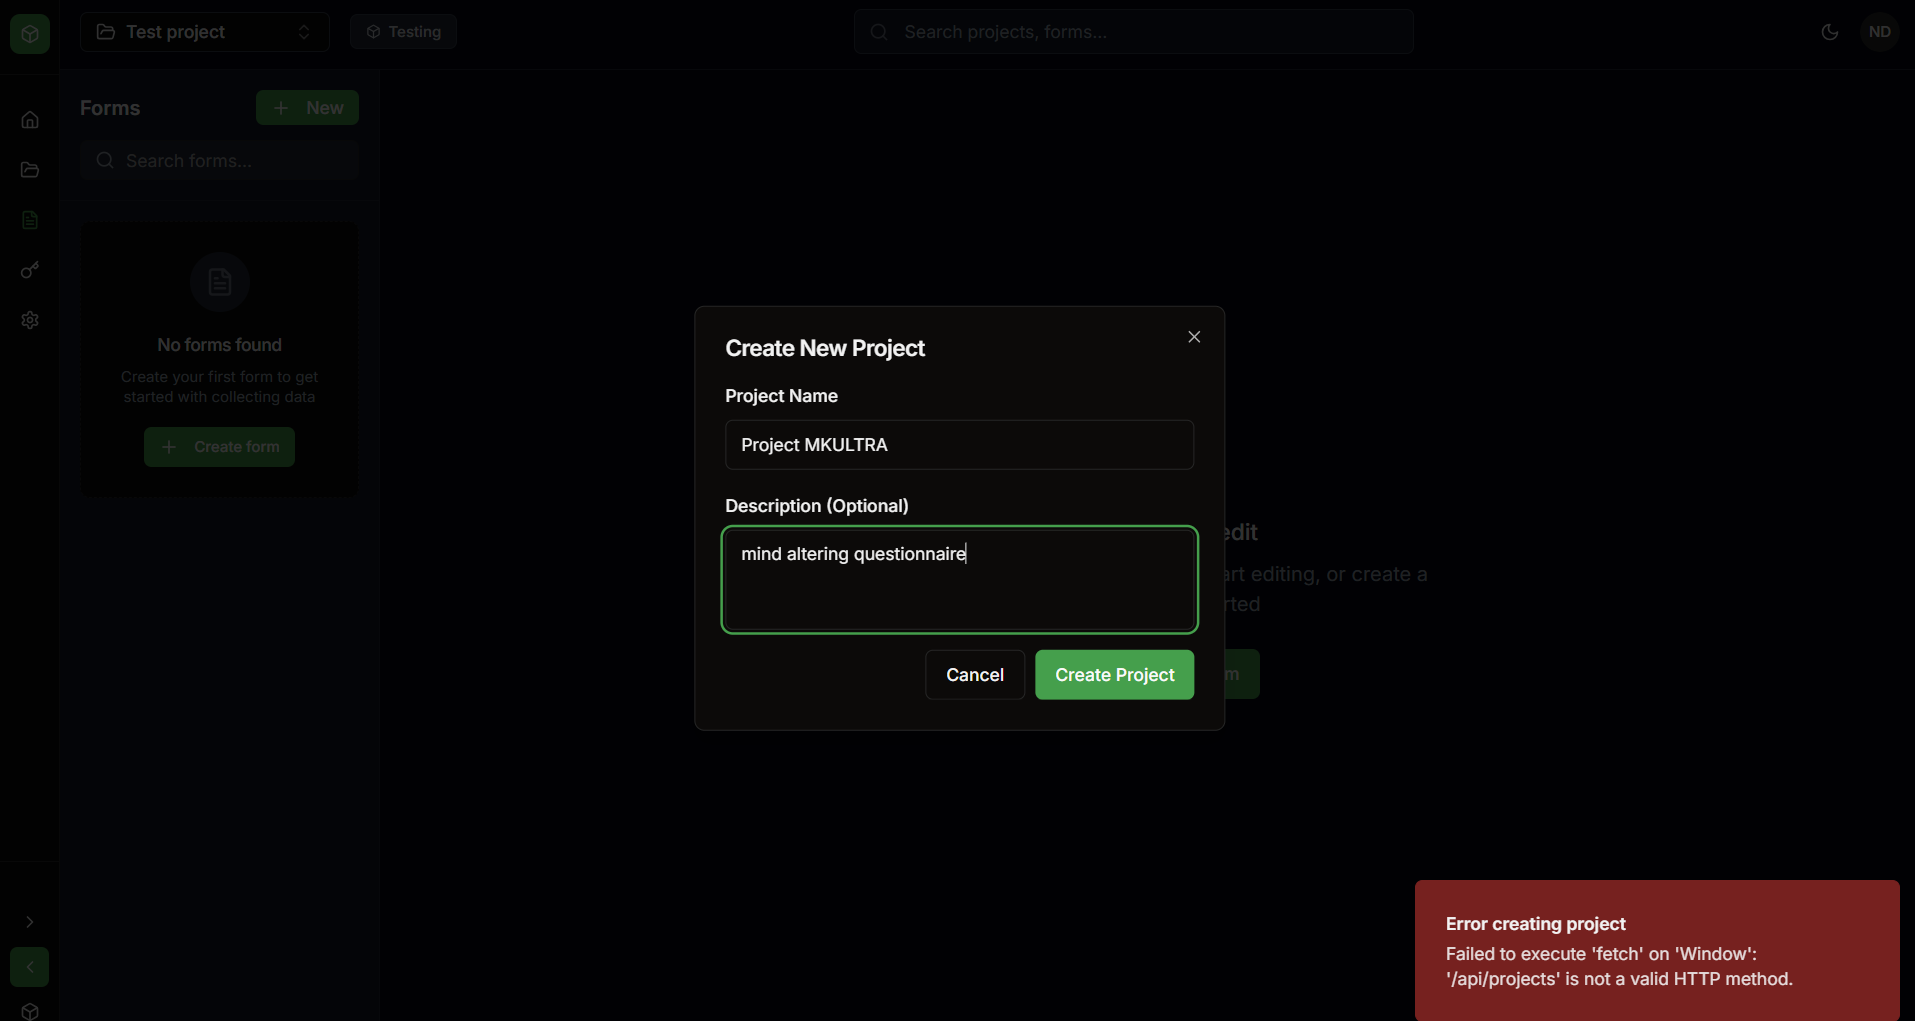 Test project
Testing
Search projects, forms...
ND
Forms
New
Search forms...
No forms found
Create your first form to get
started with collecting data
Create form
Create New Project
Project Name
Project MKULTRA
Description (Optional)
mind altering questionnaire
Cancel
Create Project
edit
art editing, or create a
rted
m
Error creating project
Failed to execute 'fetch' on 'Window':
'/api/projects' is not a valid HTTP method.